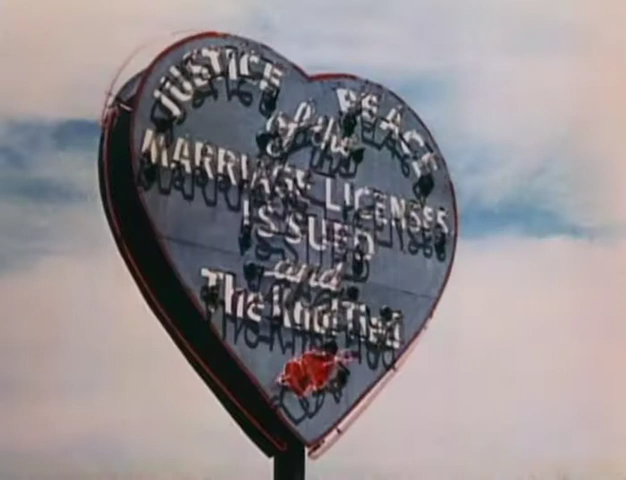 JUSTICE
of the
PEACE
MARRIAGE LICENSES
ISSUED
and
The Knot Tied